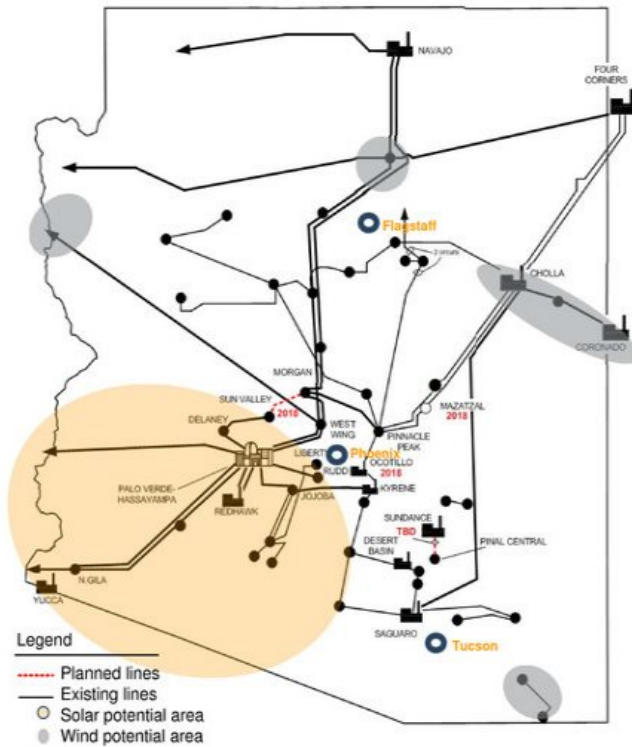 NAVAJO
FOUR
CORNERS
Flagstaff
2 circuits
CHOLLA
CORONADO
MORGAN
SUN VALLEY
2018
DELANEY
WEST
WING
PINNACLE
PEAK
MAZATZAL
2018
LIBERTY
Phoenix
RUDD
OCOTILLO
2018
PALO VERDE-
HASSAYAMPA
JOJOBA
KYRENE
REDHAWK
SUNDANCE
TBD
DESERT
BASIN
PINAL CENTRAL
N.GILA
YUCCA
SAGUARO
Tucson
Legend
Planned lines
Existing lines
Solar potential area
Wind potential area